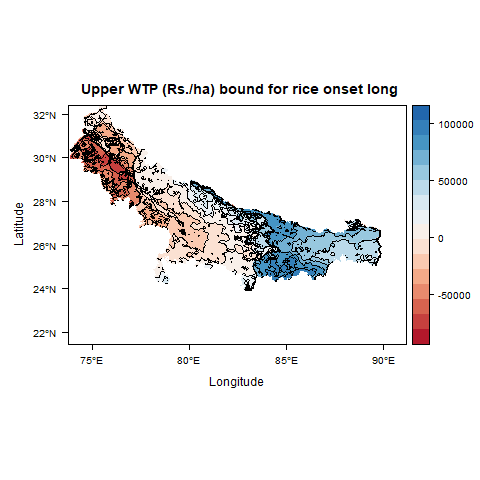 Upper WTP (Rs./ha) bound for rice onset long
32°N
30°N
28°N
26°N
24°N
22°N
Latitude
75°E
80°E
85°E
90°E
Longitude
100000
50000
0
-50000